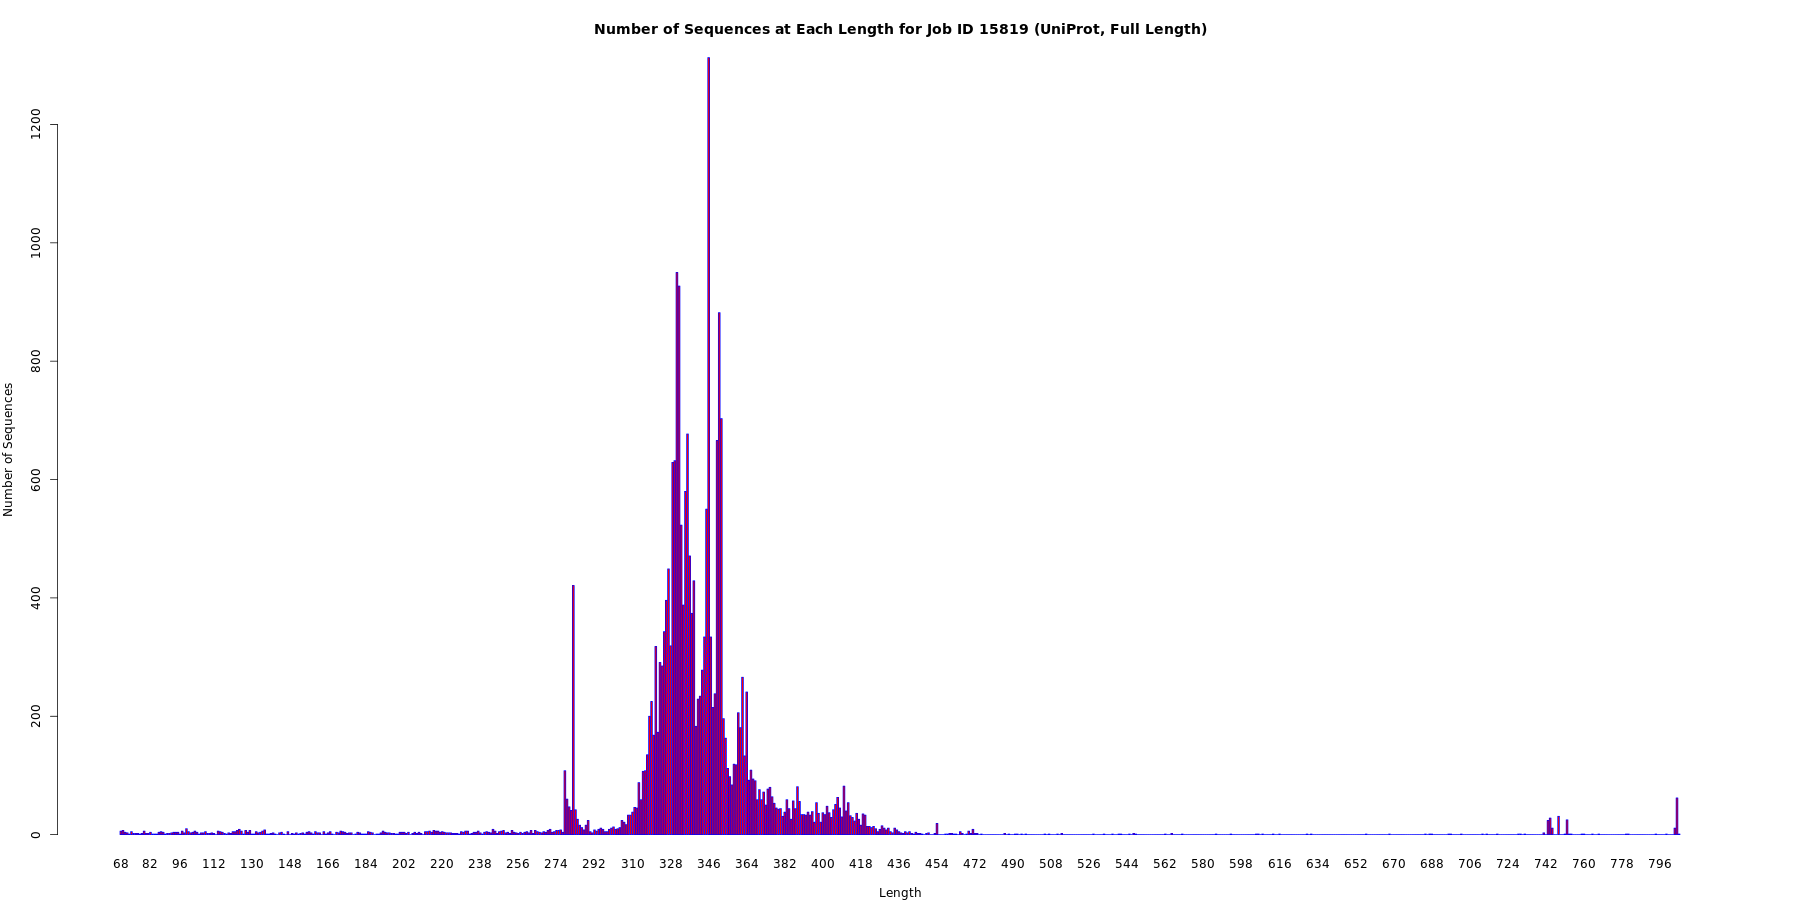 Number of Sequences at Each Length for Job ID 15819 (UniProt, Full Length)
Number of Sequences
1200
1000
800
600
400
200
0
68 82 96 112 130 148 166 184 202 220 238 256 274 292 310 328 346 364 382 400 418 436 454 472 490 508 526 544 562 580 598 616 634 652 670 688 706 724 742 760 778 796
Length